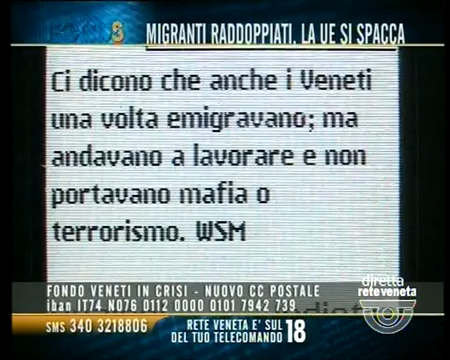 MIGRANTI RADDOPPIATI, LA UE SI SPACCA
Ci dicono che anche i Veneti
una volta emigravano; ma
andavano a lavorare e non
portavano mafia o
terrorismo. WSM
FONDO VENETI IN CRISI - NUOVO CC POSTALE
iban IT74 N076 0112 0000 0101 7942 739
diretta
reteveneta
SMS 340 3218806
RETE VENETA E' SUL
DEL TUO TELECOMANDO 18